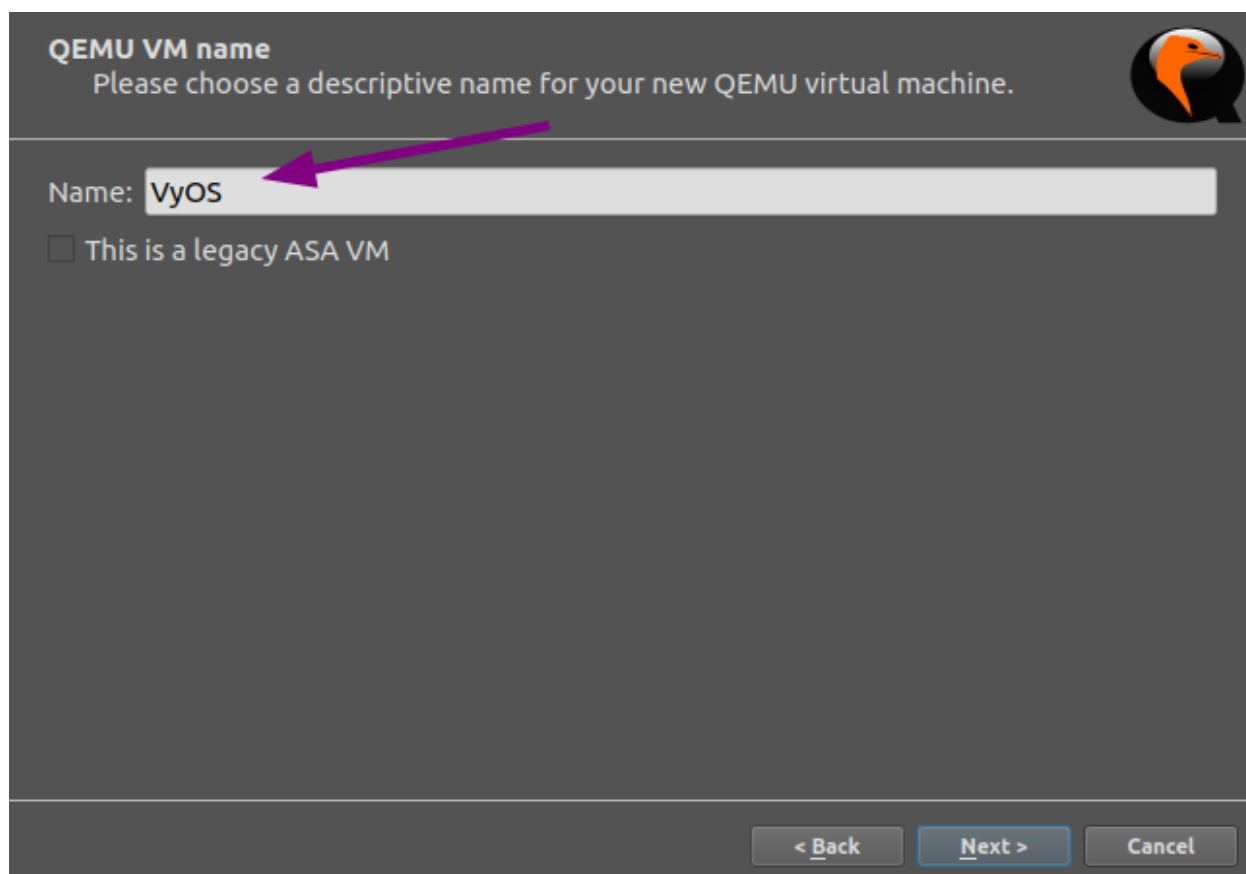 QEMU VM name
Please choose a descriptive name for your new QEMU virtual machine.
Name: VyOS
This is a legacy ASA VM
< Back Next > Cancel